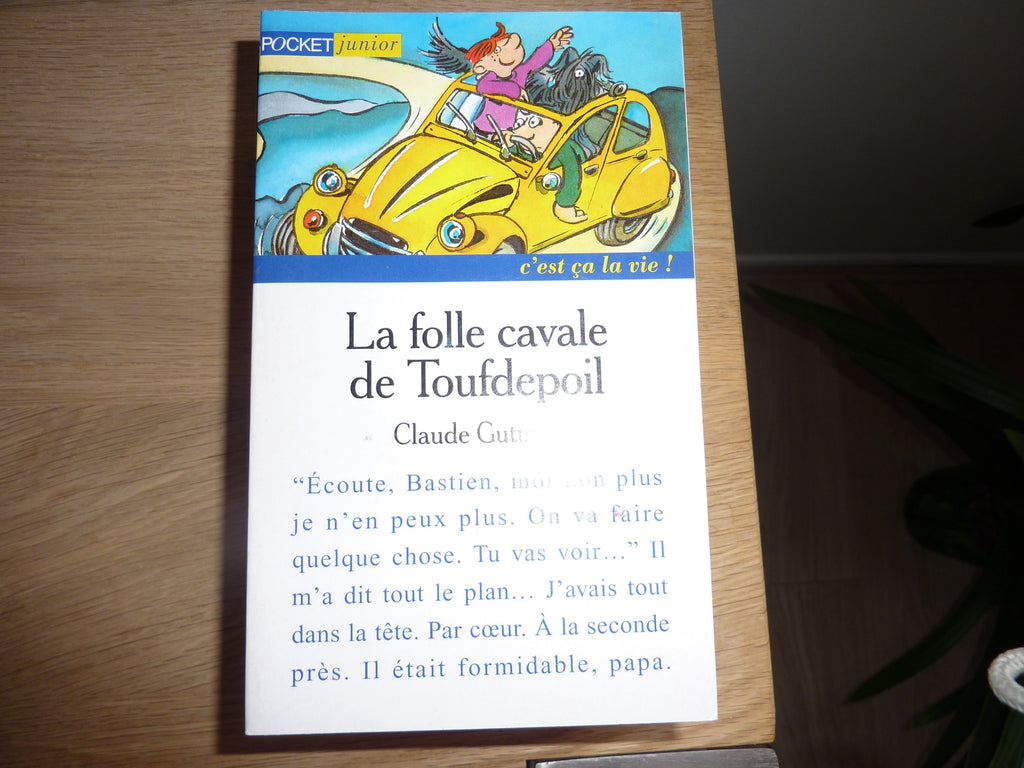 POCKET junior
c'est ça la vie !
La folle cavale
de Toufdepoil
Claude
“Écoute, Bastien, moi non plus
je n'en peux plus. On va faire
quelque chose. Tu vas voir...” Il
m'a dit tout le plan... J'avais tout
dans la tête. Par cœur. À la seconde
près. Il était formidable, papa.